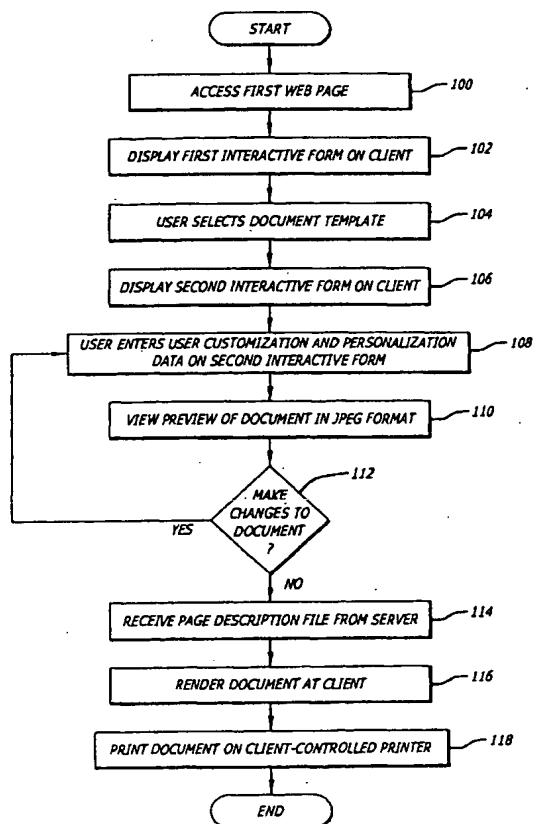 START
ACCESS FIRST WEB PAGE
100
DISPLAY FIRST INTERACTIVE FORM ON CLIENT
102
USER SELECTS DOCUMENT TEMPLATE
104
DISPLAY SECOND INTERACTIVE FORM ON CLIENT
106
USER ENTERS USER CUSTOMIZATION AND PERSONALIZATION
DATA ON SECOND INTERACTIVE FORM
108
VIEW PREVIEW OF DOCUMENT IN JPEG FORMAT
110
112
MAKE
CHANGES TO
DOCUMENT
?
YES
NO
RECEIVE PAGE DESCRIPTION FILE FROM SERVER
114
RENDER DOCUMENT AT CLIENT
116
PRINT DOCUMENT ON CLIENT-CONTROLLED PRINTER
118
END